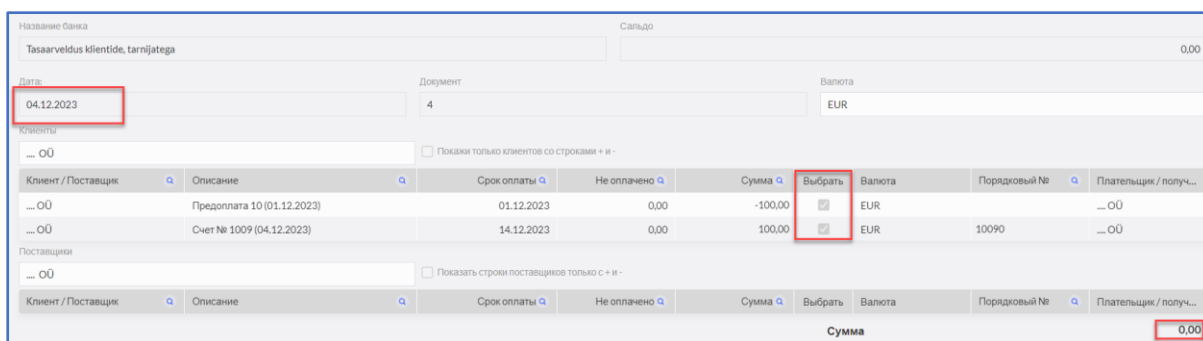 Название банка Сальдо
Tasaarveldus klientide, tarnijatega 0,00
Дата: Документ Валюта
04.12.2023 4 EUR
Клиенты
.... OÜ Покажи только клиентов со строками + и -
Клиент / Поставщик Описание Срок оплаты Не оплачено Сумма Выбрать Валюта Порядковый № Плательщик / получ...
.... OÜ Предоплата 10 (01.12.2023) 01.12.2023 0,00 -100,00 EUR .... OÜ
.... OÜ Счет № 1009 (04.12.2023) 14.12.2023 0,00 100,00 EUR 10090 .... OÜ
Поставщики
.... OÜ Показать строки поставщиков только с + и -
Клиент / Поставщик Описание Срок оплаты Не оплачено Сумма Выбрать Валюта Порядковый № Плательщик / получ...
Сумма 0,00